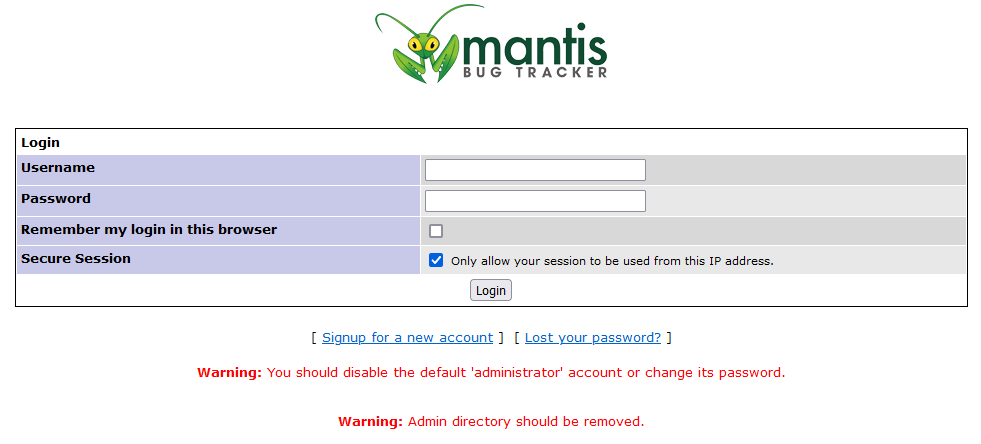 mantis
BUG TRACKER
Login
Username
Password
Remember my login in this browser
Secure Session Only allow your session to be used from this IP address.
Login
[ Signup for a new account ] [ Lost your password? ]
Warning: You should disable the default 'administrator' account or change its password.
Warning: Admin directory should be removed.